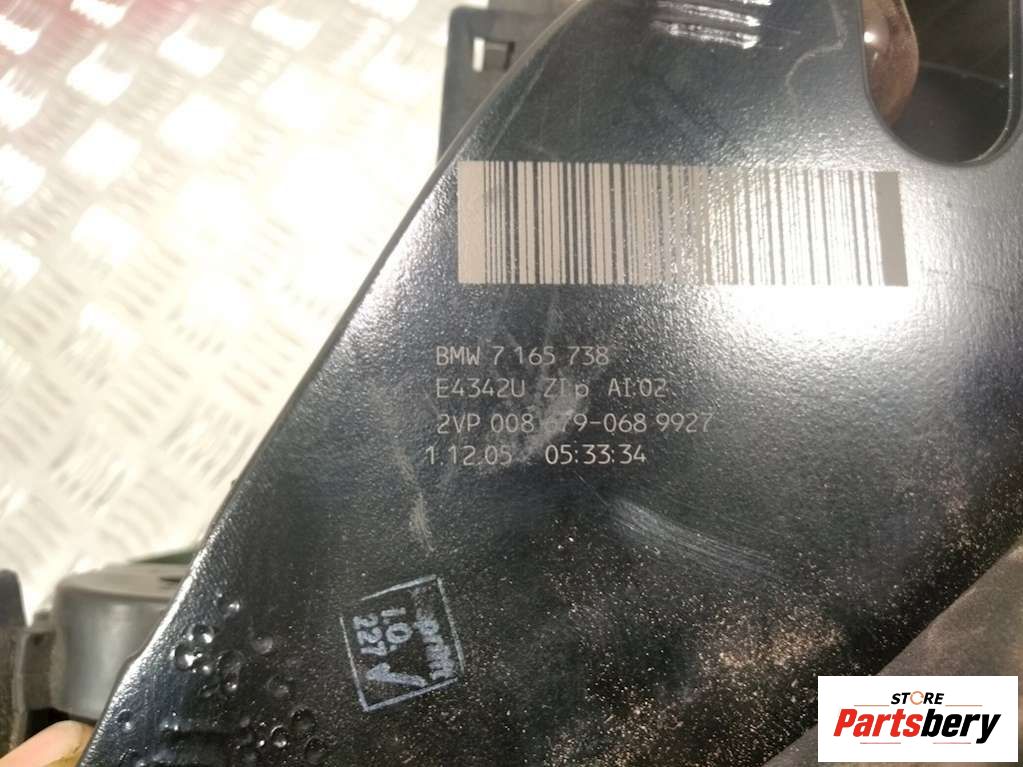 BMW 7 165 738
E4342U ZI p AI:02
2VP 008 679-068 9927
1.12.05 05:33:34
I.O.
227
STORE
Partsbery